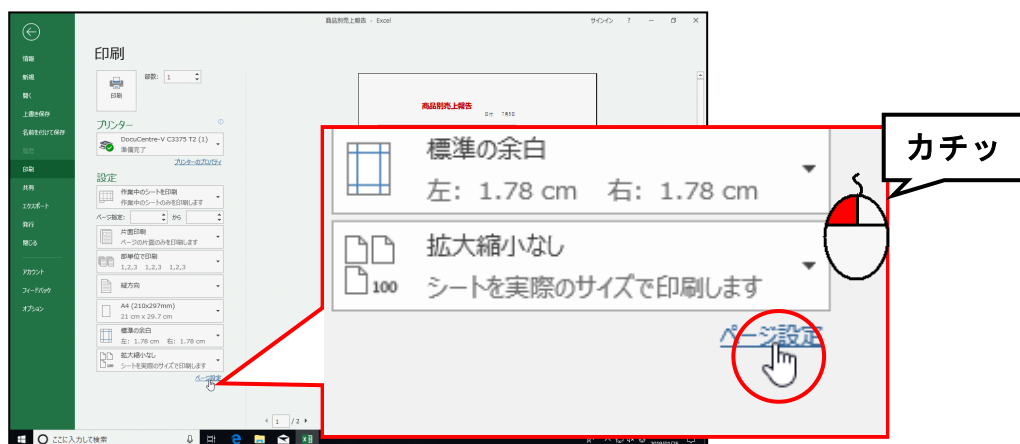 商品別売上報告 - Excel
サインイン ? － ×
情報
新規
開く
上書き保存
名前を付けて保存
履歴
印刷
共有
エクスポート
発行
閉じる
アカウント
フィードバック
オプション
印刷
印刷
部数: 1
プリンター
DocuCentre-V C3375 T2 (1)
準備完了
プリンターのプロパティ
設定
作業中のシートを印刷
作業中のシートのみを印刷します
ページ指定: から
片面印刷
ページの片面のみを印刷します
部単位で印刷
1,2,3 1,2,3 1,2,3
縦方向
A4 (210x297mm)
21 cm x 29.7 cm
標準の余白
左: 1.78 cm 右: 1.78 cm
拡大縮小なし
シートを実際のサイズで印刷します
ページ設定
商品別売上報告
1 / 2
標準の余白
左: 1.78 cm 右: 1.78 cm
拡大縮小なし
100 シートを実際のサイズで印刷します
ページ設定
カチッ
ここに入力して検索